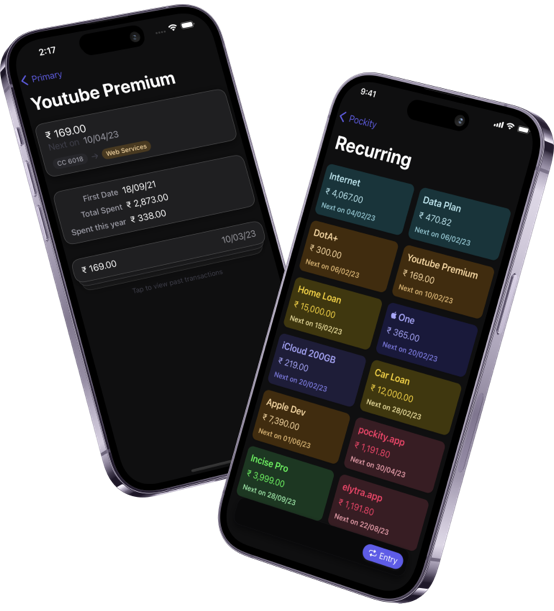 2:17
Primary
Youtube Premium
₹ 169.00
Next on 10/04/23
CC 6018 → Web Services
First Date 18/09/21
Total Spent ₹ 2,873.00
Spent this year ₹ 338.00
₹ 169.00 10/03/23
Tap to view past transactions
9:41
Pockity
Recurring
Internet
₹ 4,067.00
Next on 04/02/23
Data Plan
₹ 470.82
Next on 06/02/23
DotA+
₹ 300.00
Next on 06/02/23
Youtube Premium
₹ 169.00
Next on 10/02/23
Home Loan
₹ 15,000.00
Next on 15/02/23
One
₹ 365.00
Next on 20/02/23
iCloud 200GB
₹ 219.00
Next on 20/02/23
Car Loan
₹ 12,000.00
Next on 28/02/23
Apple Dev
₹ 7,390.00
Next on 01/06/23
pockity.app
₹ 1,191.80
Next on 30/04/23
Incise Pro
₹ 3,999.00
Next on 28/09/23
elytra.app
₹ 1,191.80
Next on 22/08/23
Entry